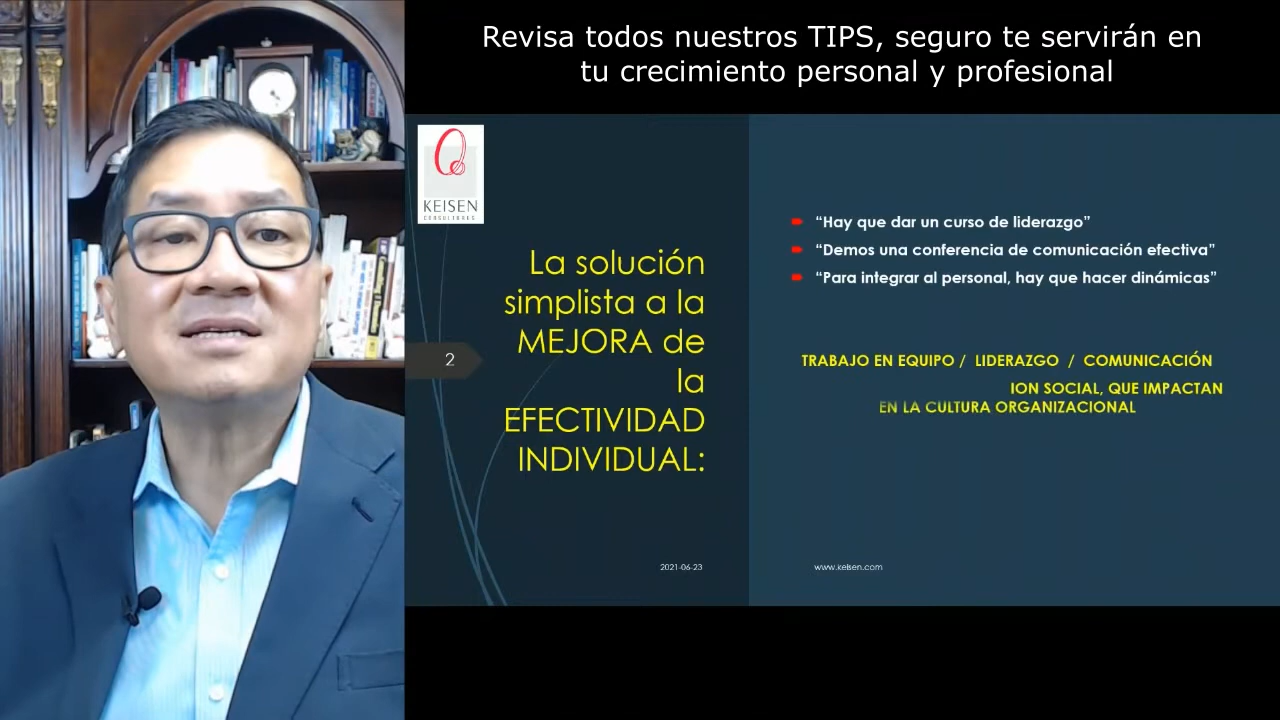 Revisa todos nuestros TIPS, seguro te servirán en
tu crecimiento personal y profesional
KEISEN
CONSULTORES
La solución
simplista a la
MEJORA de
la
EFECTIVIDAD
INDIVIDUAL:
2
2021-06-23
“Hay que dar un curso de liderazgo”
“Demos una conferencia de comunicación efectiva”
“Para integrar al personal, hay que hacer dinámicas”
TRABAJO EN EQUIPO / LIDERAZGO / COMUNICACIÓN
ION SOCIAL, QUE IMPACTAN
EN LA CULTURA ORGANIZACIONAL
www.keisen.com